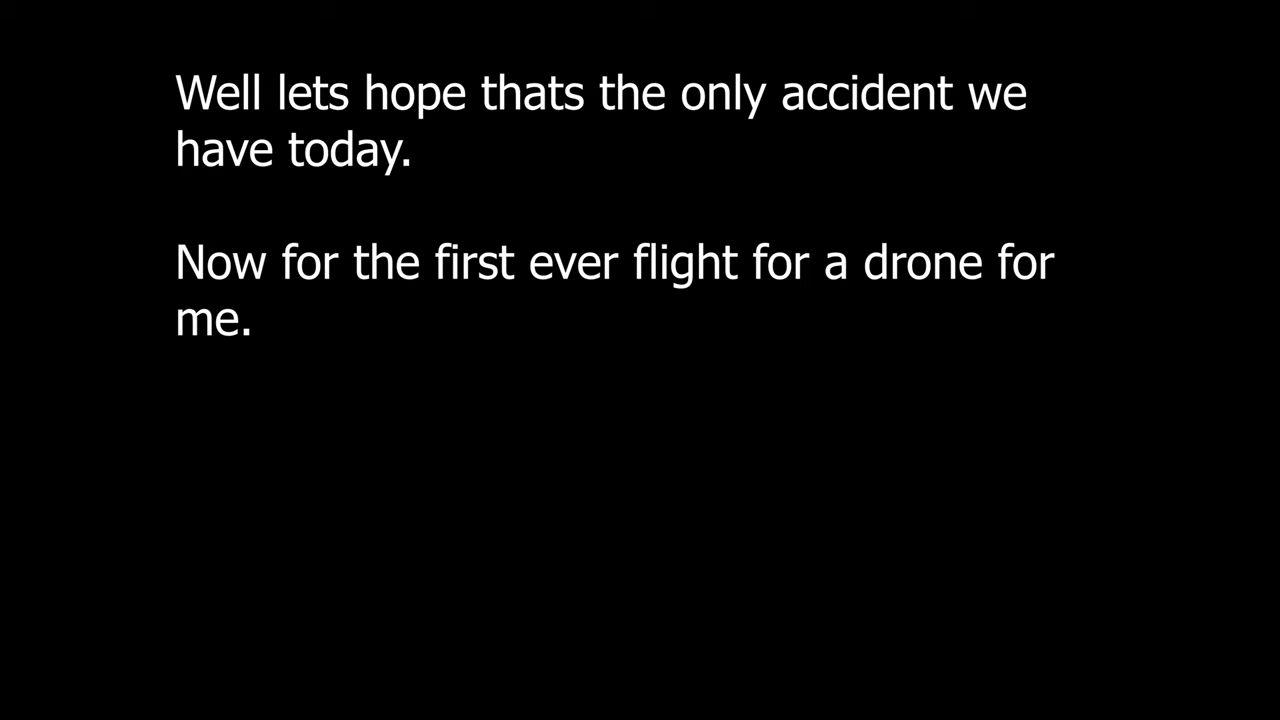 Well lets hope thats the only accident we
have today.
Now for the first ever flight for a drone for
me.